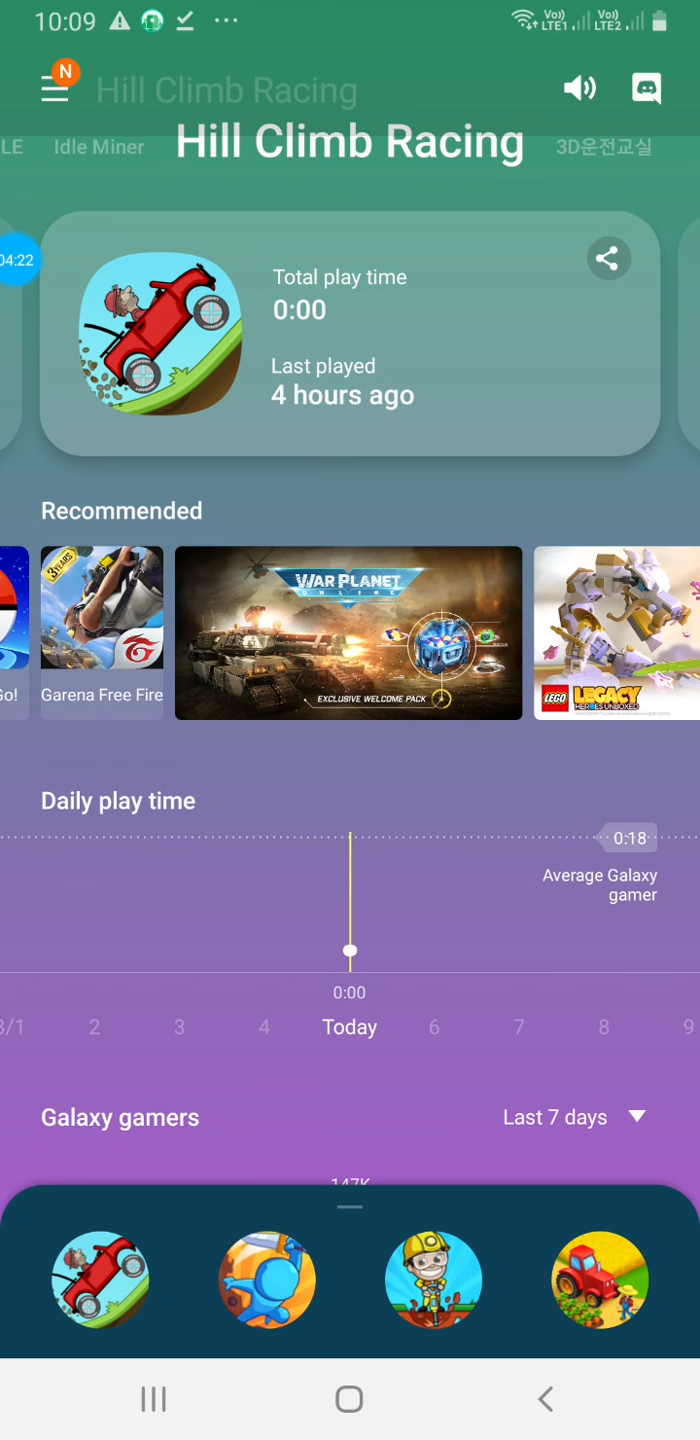 10:09
Vo))
LTE1
Vo))
LTE2
N
Hill Climb Racing
LE
Idle Miner
Hill Climb Racing
3D운전교실
04:22
Total play time
0:00
Last played
4 hours ago
Recommended
3 YEARS
Go!
Garena Free Fire
WAR PLANET
ONLINE
EXCLUSIVE WELCOME PACK
LEGO
LEGACY
HEROES UNBOXED
Daily play time
0:18
Average Galaxy
gamer
0:00
3/1 2 3 4 Today 6 7 8 9
Galaxy gamers
Last 7 days
147K